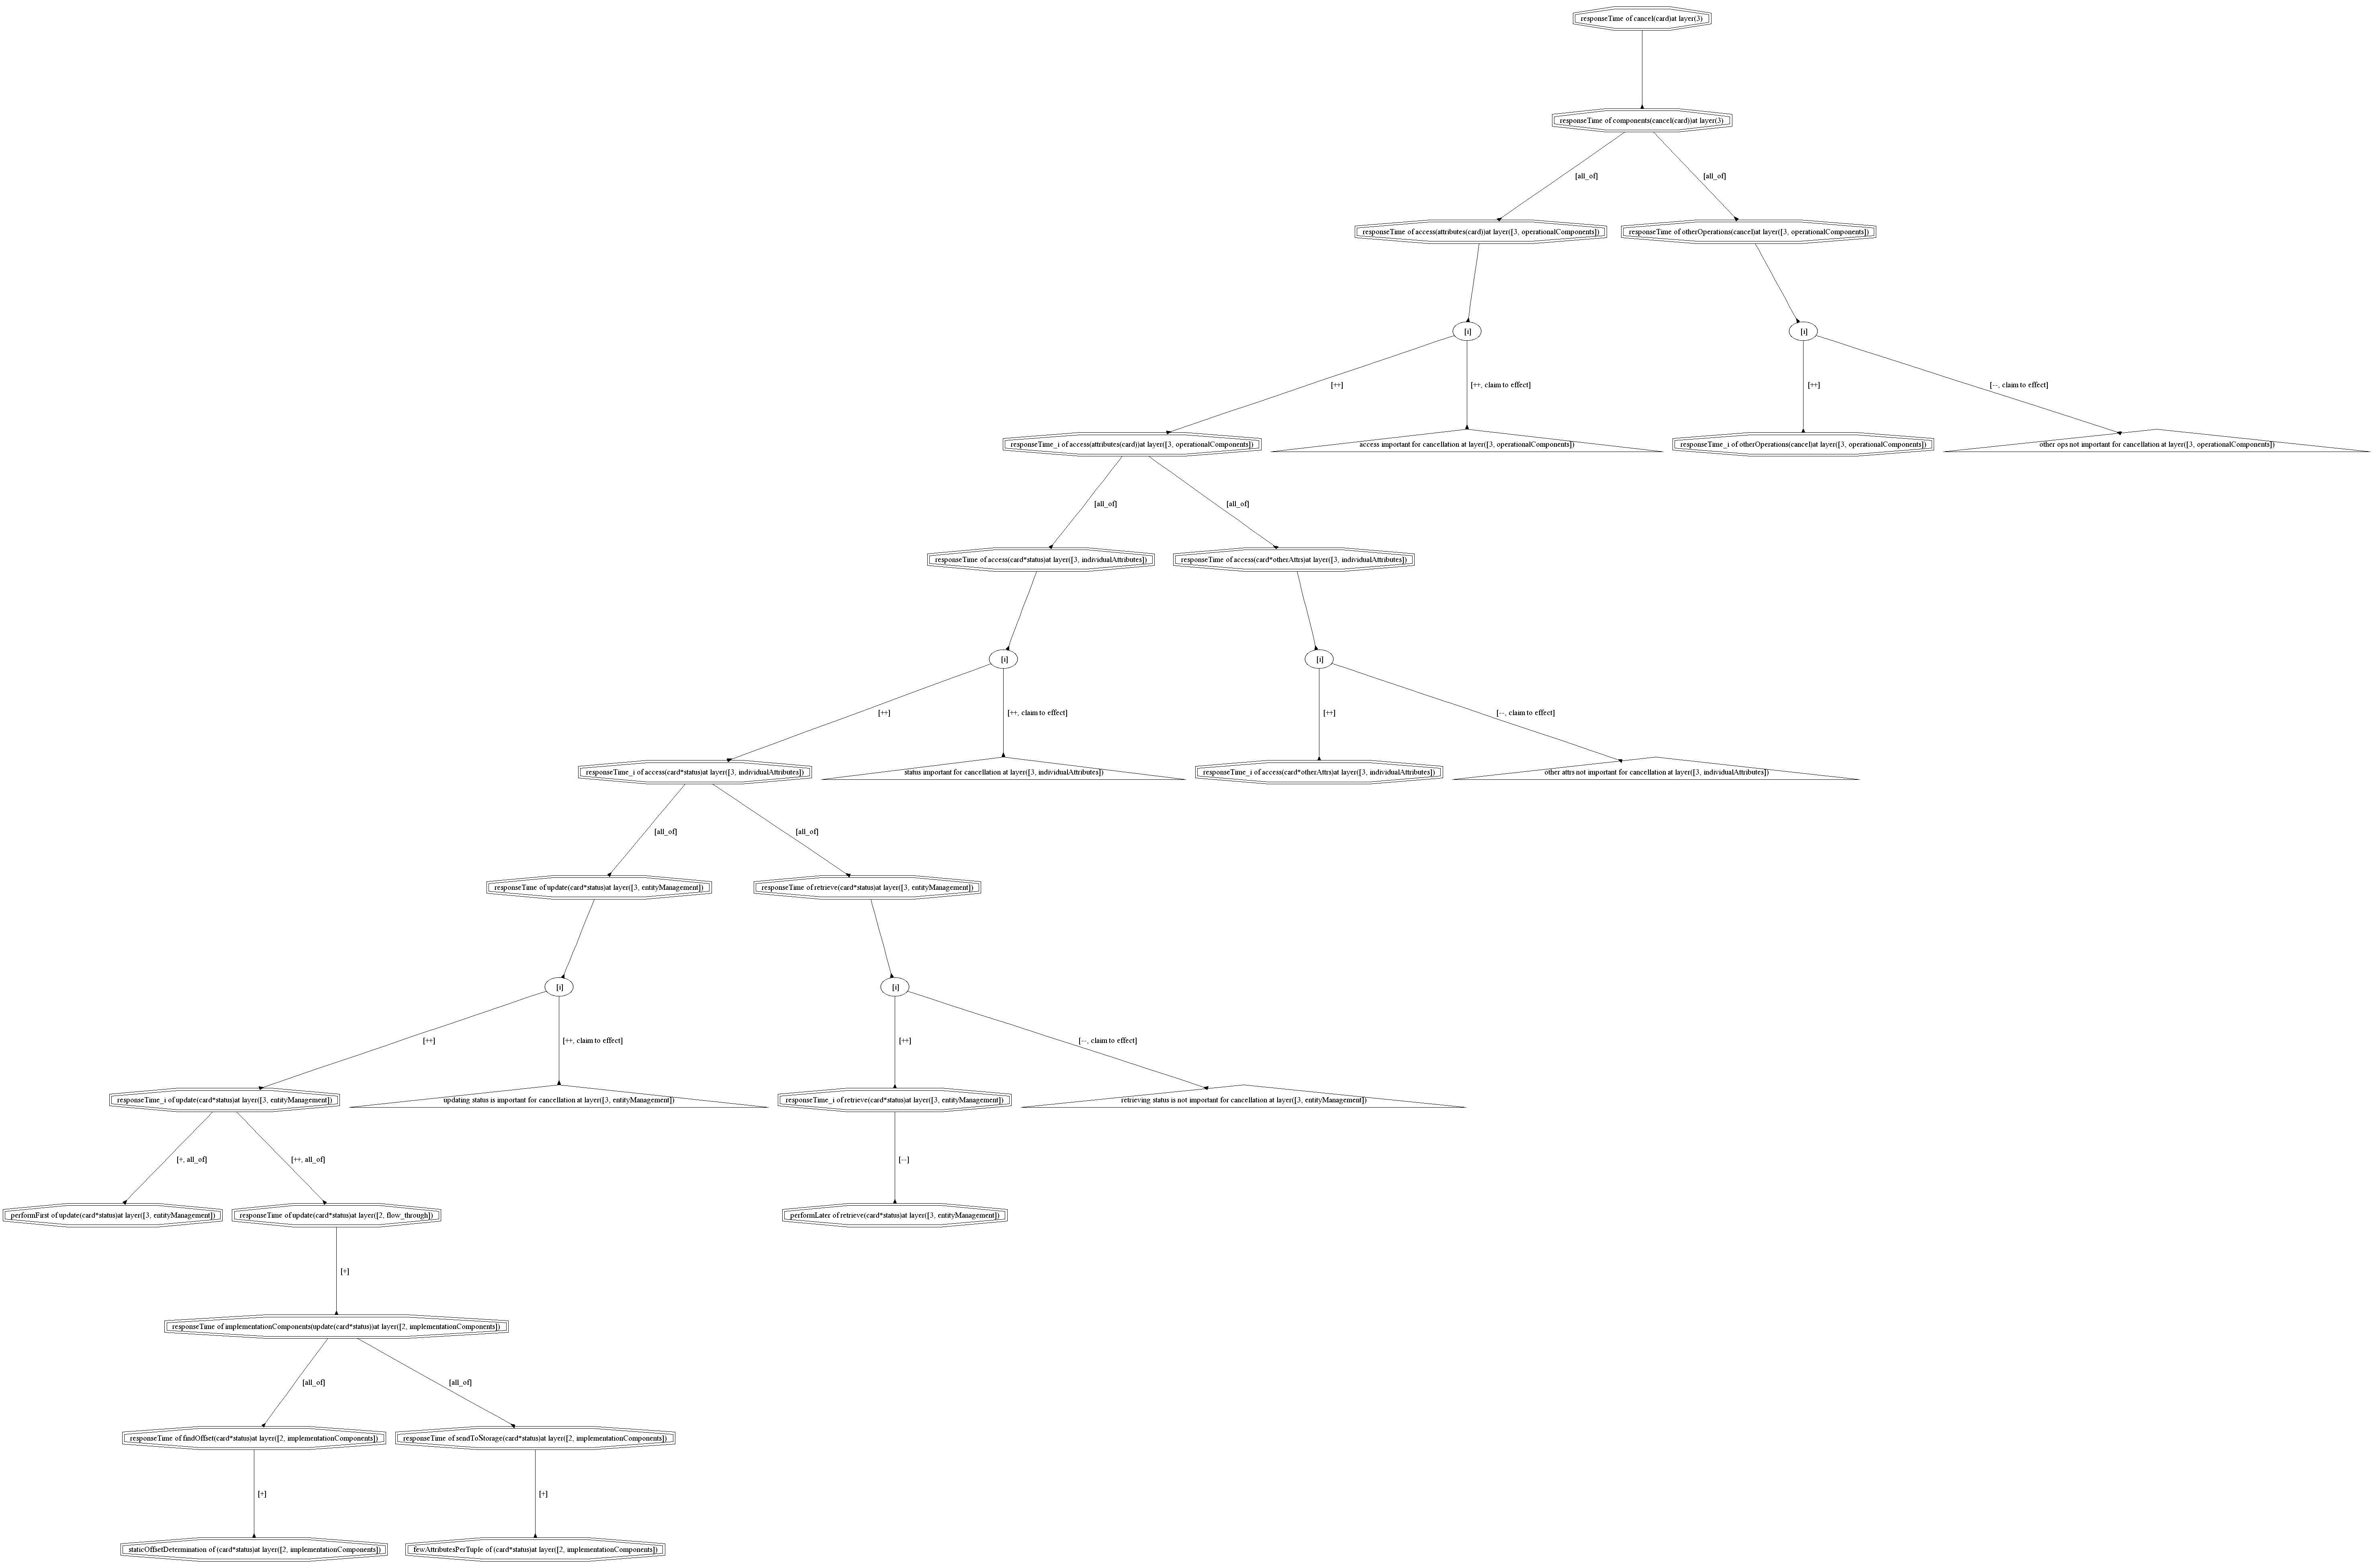 responseTime of cancel(card)at layer(3)
responseTime of components(cancel(card))at layer(3)
[all_of]
[all_of]
responseTime of access(attributes(card))at layer([3, operationalComponents])
responseTime of otherOperations(cancel)at layer([3, operationalComponents])
[i]
[i]
[++]
[++, claim to effect]
[++]
[--, claim to effect]
responseTime_i of access(attributes(card))at layer([3, operationalComponents])
access important for cancellation at layer([3, operationalComponents])
responseTime_i of otherOperations(cancel)at layer([3, operationalComponents])
other ops not important for cancellation at layer([3, operationalComponents])
[all_of]
[all_of]
responseTime of access(card*status)at layer([3, individualAttributes])
responseTime of access(card*otherAttrs)at layer([3, individualAttributes])
[i]
[i]
[++]
[++, claim to effect]
[++]
[--, claim to effect]
responseTime_i of access(card*status)at layer([3, individualAttributes])
status important for cancellation at layer([3, individualAttributes])
responseTime_i of access(card*otherAttrs)at layer([3, individualAttributes])
other attrs not important for cancellation at layer([3, individualAttributes])
[all_of]
[all_of]
responseTime of update(card*status)at layer([3, entityManagement])
responseTime of retrieve(card*status)at layer([3, entityManagement])
[i]
[i]
[++]
[++, claim to effect]
[++]
[--, claim to effect]
responseTime_i of update(card*status)at layer([3, entityManagement])
updating status is important for cancellation at layer([3, entityManagement])
responseTime_i of retrieve(card*status)at layer([3, entityManagement])
retrieving status is not important for cancellation at layer([3, entityManagement])
[+, all_of]
[++, all_of]
[--]
performFirst of update(card*status)at layer([3, entityManagement])
responseTime of update(card*status)at layer([2, flow_through])
performLater of retrieve(card*status)at layer([3, entityManagement])
[+]
responseTime of implementationComponents(update(card*status))at layer([2, implementationComponents])
[all_of]
[all_of]
responseTime of findOffset(card*status)at layer([2, implementationComponents])
responseTime of sendToStorage(card*status)at layer([2, implementationComponents])
[+]
[+]
staticOffsetDetermination of (card*status)at layer([2, implementationComponents])
fewAttributesPerTuple of (card*status)at layer([2, implementationComponents])